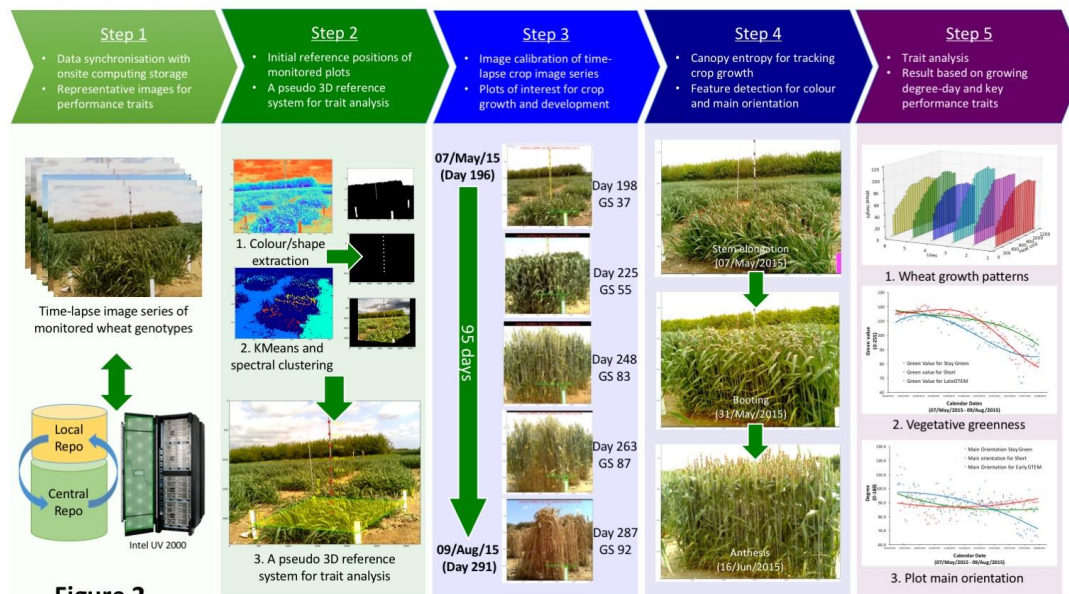 Step 1
• Data synchronisation with
onsite computing storage
• Representative images for
performance traits
Time-lapse image series of
monitored wheat genotypes
Local
Repo
Central
Repo
Intel UV 2000
Step 2
• Initial reference positions of
monitored plots
• A pseudo 3D reference
system for trait analysis
1. Colour/shape
extraction
2. KMeans and
spectral clustering
3. A pseudo 3D reference
system for trait analysis
Step 3
• Image calibration of time-
lapse crop image series
• Plots of interest for crop
growth and development
07/May/15
(Day 196)
95 days
09/Aug/15
(Day 291)
Day 198
GS 37
Day 225
GS 55
Day 248
GS 83
Day 263
GS 87
Day 287
GS 92
Step 4
• Canopy entropy for tracking
crop growth
• Feature detection for colour
and main orientation
Stem elongation
(07/May/2015)
Booting
(31/May/2015)
Anthesis
(16/Jun/2015)
Step 5
• Trait analysis
• Result based on growing
degree-day and key
performance traits
1. Wheat growth patterns
Green value
(0-255)
Green Value for Stay Green
Green value for Short
Green Value for LateDTEM
Calendar Dates
(07/May/2015 - 09/Aug/2015)
2. Vegetative greenness
Degree
(0-180)
Main Orientation Stay Green
Main orientation for Short
Main Orientation for Early DTEM
Calendar Date
(07/May/2015 - 09/Aug/2015)
3. Plot main orientation